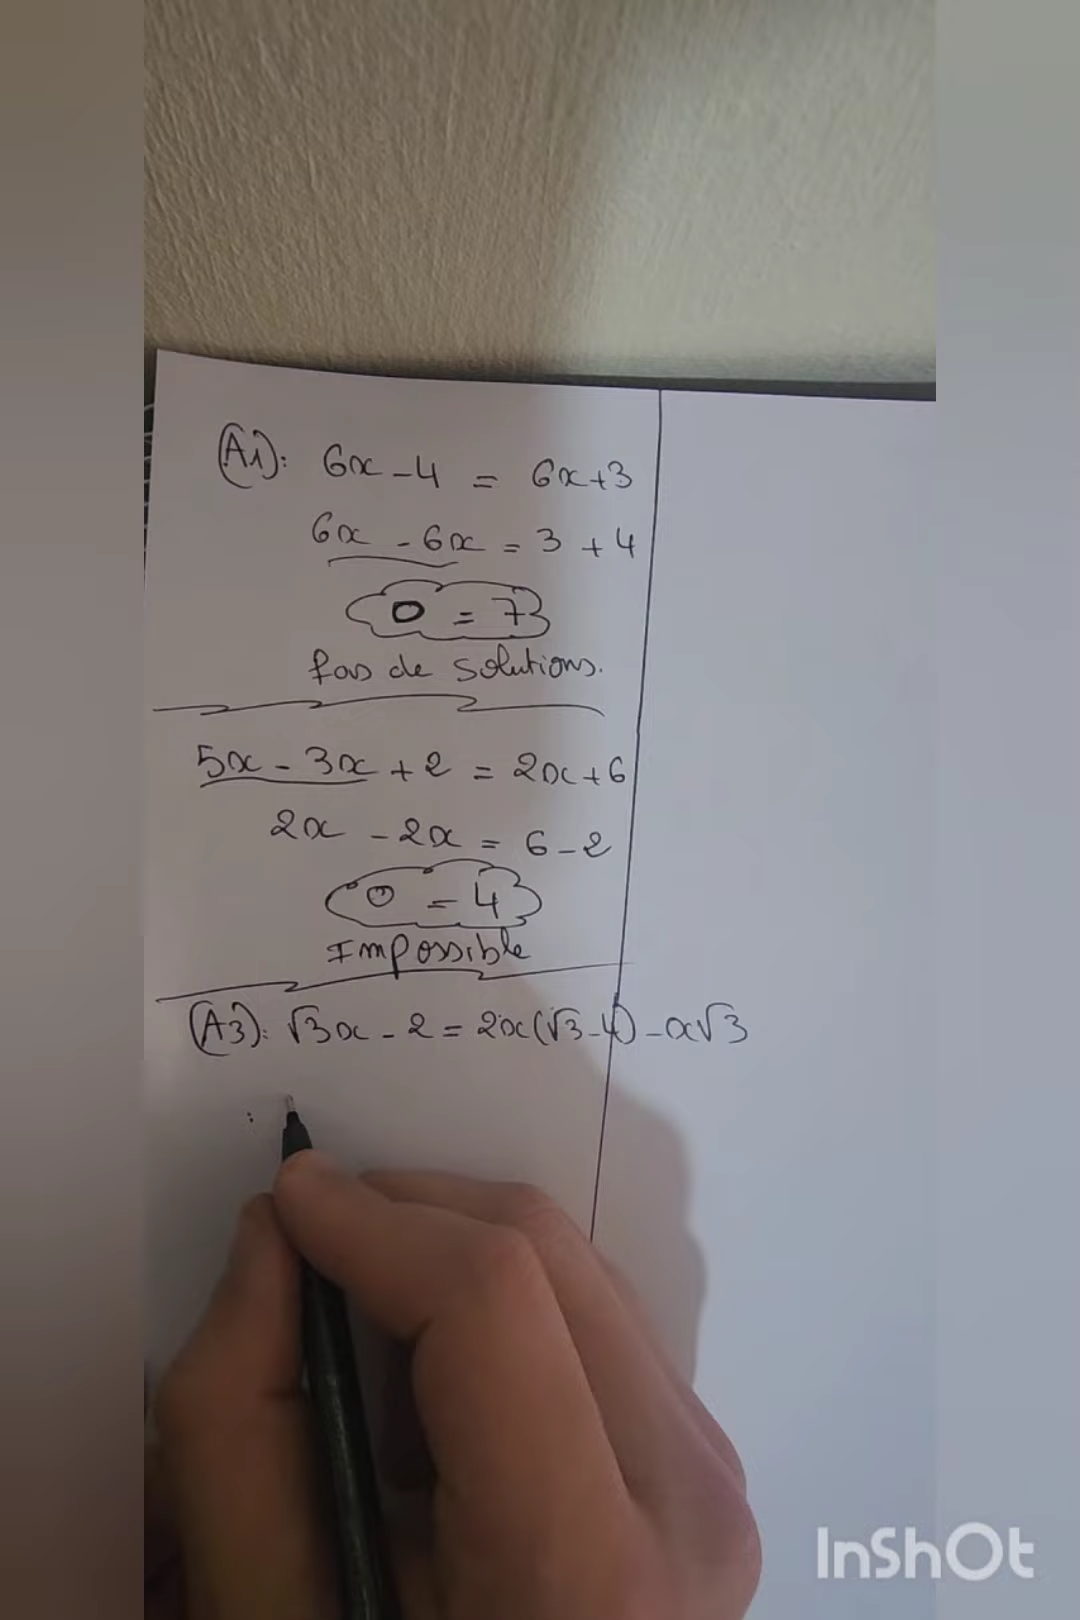 (A1): 6x - 4 = 6x + 3
6x - 6x = 3 + 4
0 = 7
Pas de solutions.
5x - 3x + 2 = 2x + 6
2x - 2x = 6 - 2
0 = 4
Impossible
(A3): √3x - 2 = 2x(√3 - 4) - x√3
:
InShOt